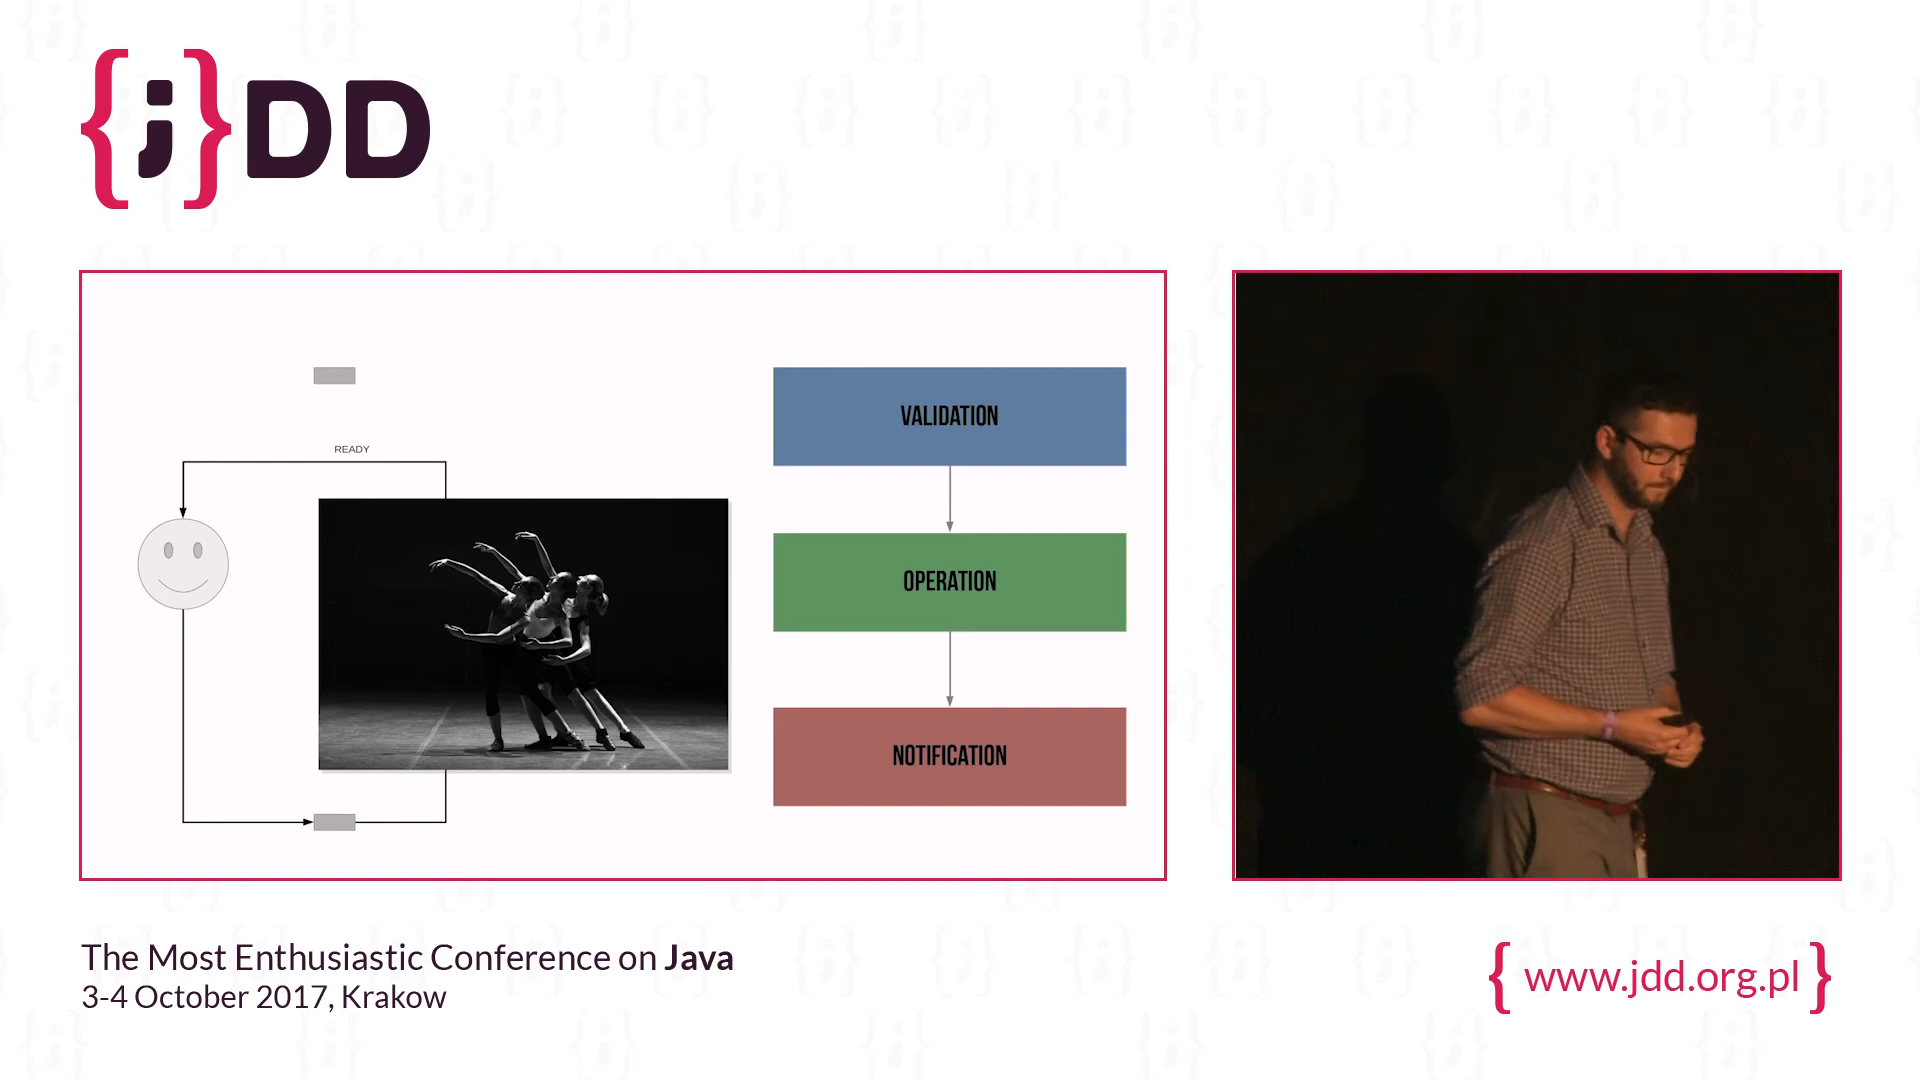 {;}DD
READY
VALIDATION
OPERATION
NOTIFICATION
The Most Enthusiastic Conference on Java
3-4 October 2017, Krakow
{ www.jdd.org.pl }